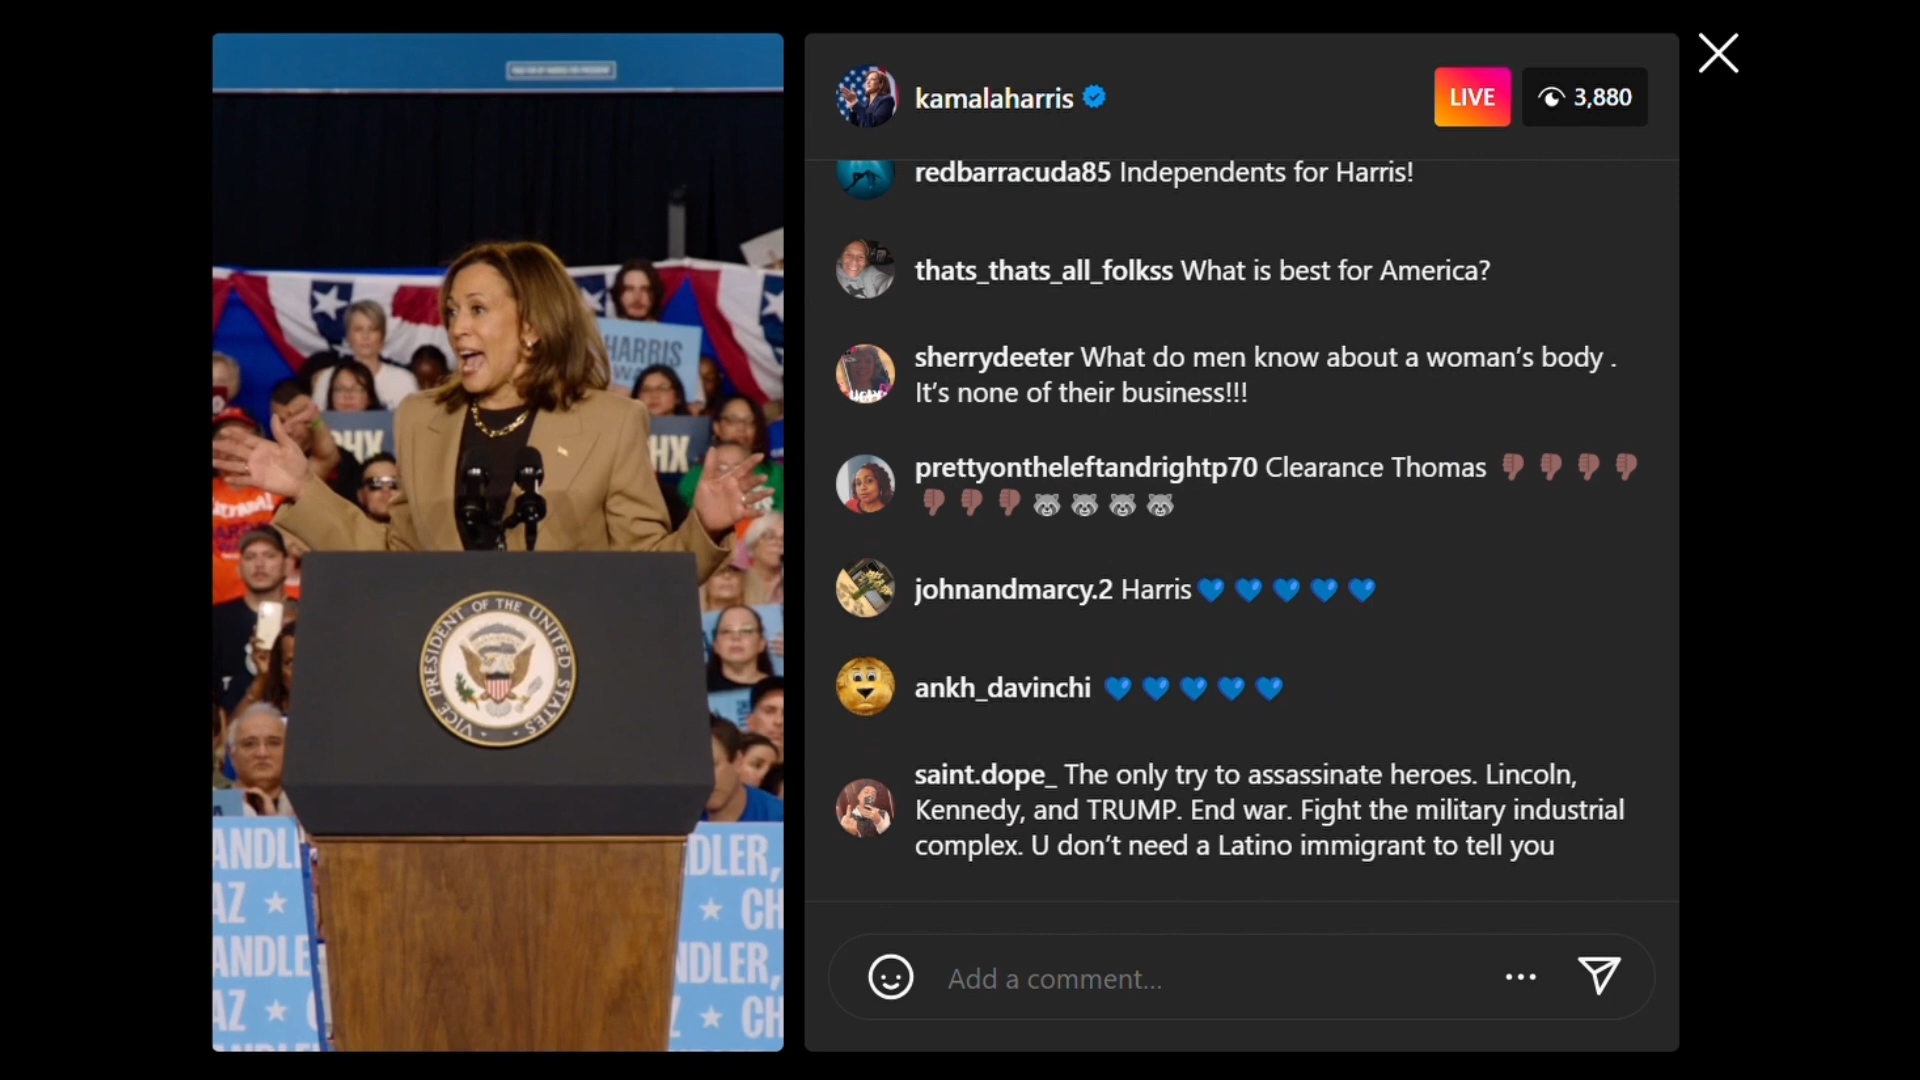 HARRIS
WA
PHX
HX
VICE PRESIDENT OF THE UNITED STATES
ANDL
AZ ★
ANDLE
AZ ★
DLER,
★ CH
NDLER,
Z ★ CH
kamalaharris
LIVE
3,880
redbarracuda85 Independents for Harris!
thats_thats_all_folkss What is best for America?
sherrydeeter What do men know about a woman’s body .
It’s none of their business!!!
prettyontheleftandrightp70 Clearance Thomas 👎🏾 👎🏾 👎🏾 👎🏾
👎🏾 👎🏾 👎🏾 🦝 🦝 🦝 🦝
johnandmarcy.2 Harris💙 💙 💙 💙 💙
ankh_davinchi 💙 💙 💙 💙 💙
saint.dope_ The only try to assassinate heroes. Lincoln,
Kennedy, and TRUMP. End war. Fight the military industrial
complex. U don’t need a Latino immigrant to tell you
Add a comment...